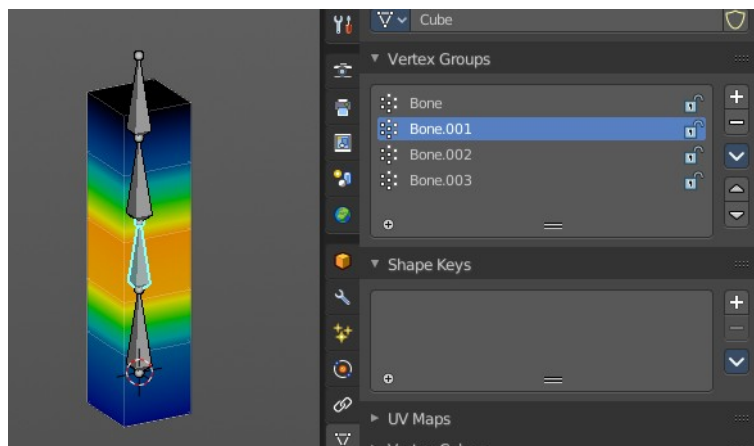 Cube
Vertex Groups
Bone
Bone.001
Bone.002
Bone.003
Shape Keys
UV Maps